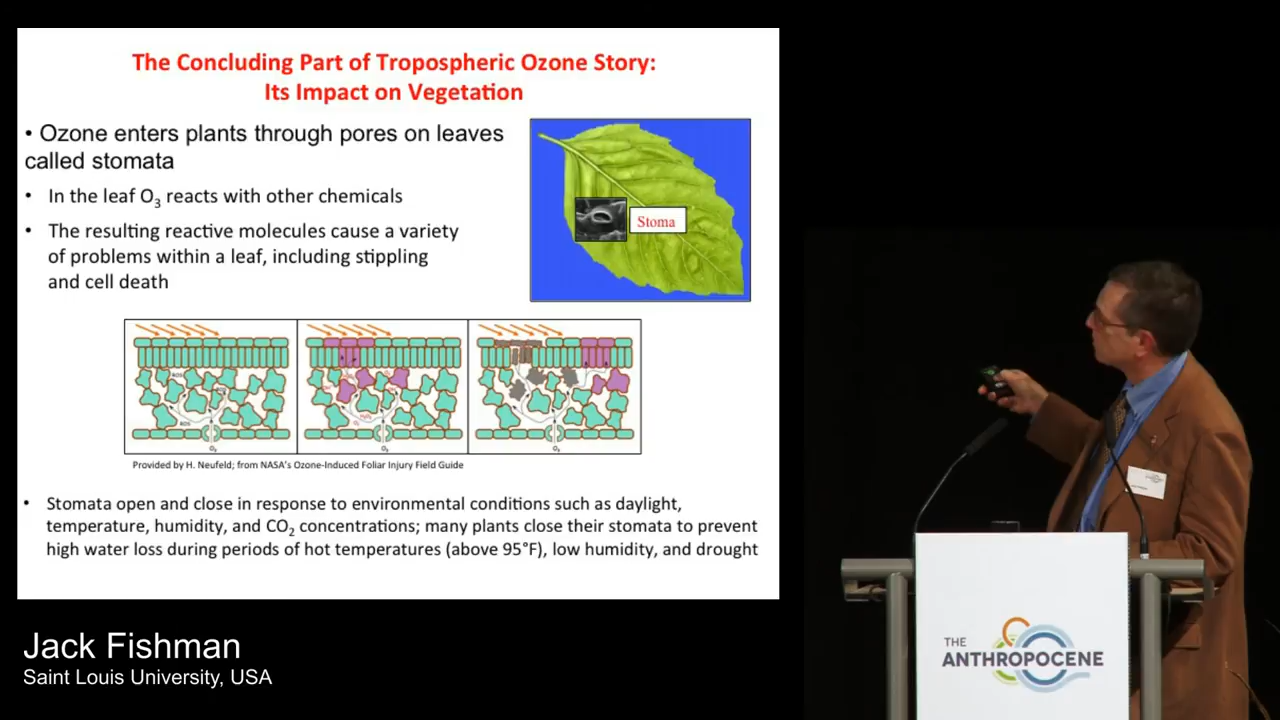 The Concluding Part of Tropospheric Ozone Story:
Its Impact on Vegetation
• Ozone enters plants through pores on leaves
called stomata
• In the leaf O3 reacts with other chemicals
• The resulting reactive molecules cause a variety
of problems within a leaf, including stippling
and cell death
Stoma
Provided by H. Neufeld; from NASA's Ozone-Induced Foliar Injury Field Guide
• Stomata open and close in response to environmental conditions such as daylight,
temperature, humidity, and CO2 concentrations; many plants close their stomata to prevent
high water loss during periods of hot temperatures (above 95°F), low humidity, and drought
Jack Fishman
Saint Louis University, USA
THE
ANTHROPOCENE